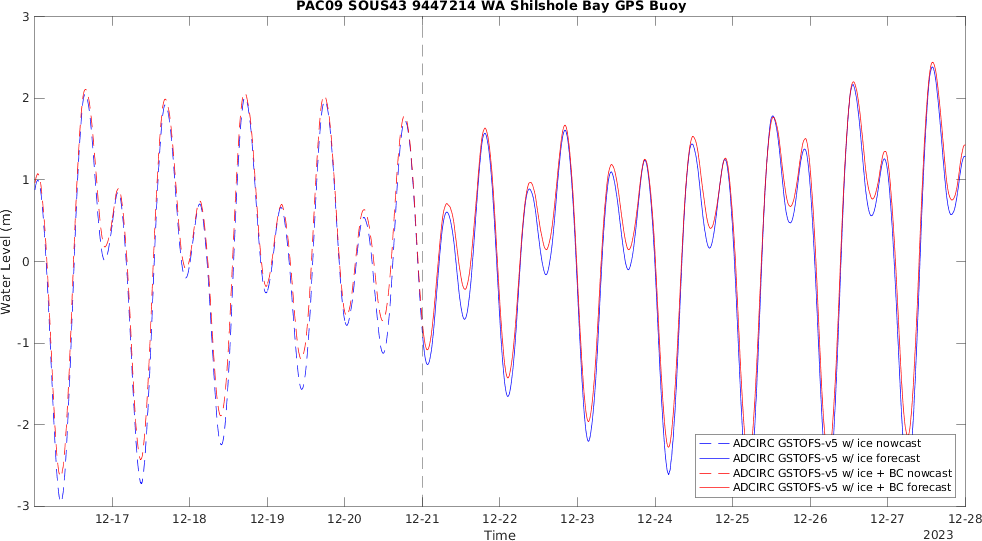 PAC09 SOUS43 9447214 WA Shilshole Bay GPS Buoy
3
2
1
0
-1
-2
-3
Water Level (m)
12-17
12-18
12-19
12-20
12-21
12-22
12-23
12-24
12-25
12-26
12-27
12-28
Time
2023
ADCIRC GSTOFS-v5 w/ ice nowcast
ADCIRC GSTOFS-v5 w/ ice forecast
ADCIRC GSTOFS-v5 w/ ice + BC nowcast
ADCIRC GSTOFS-v5 w/ ice + BC forecast